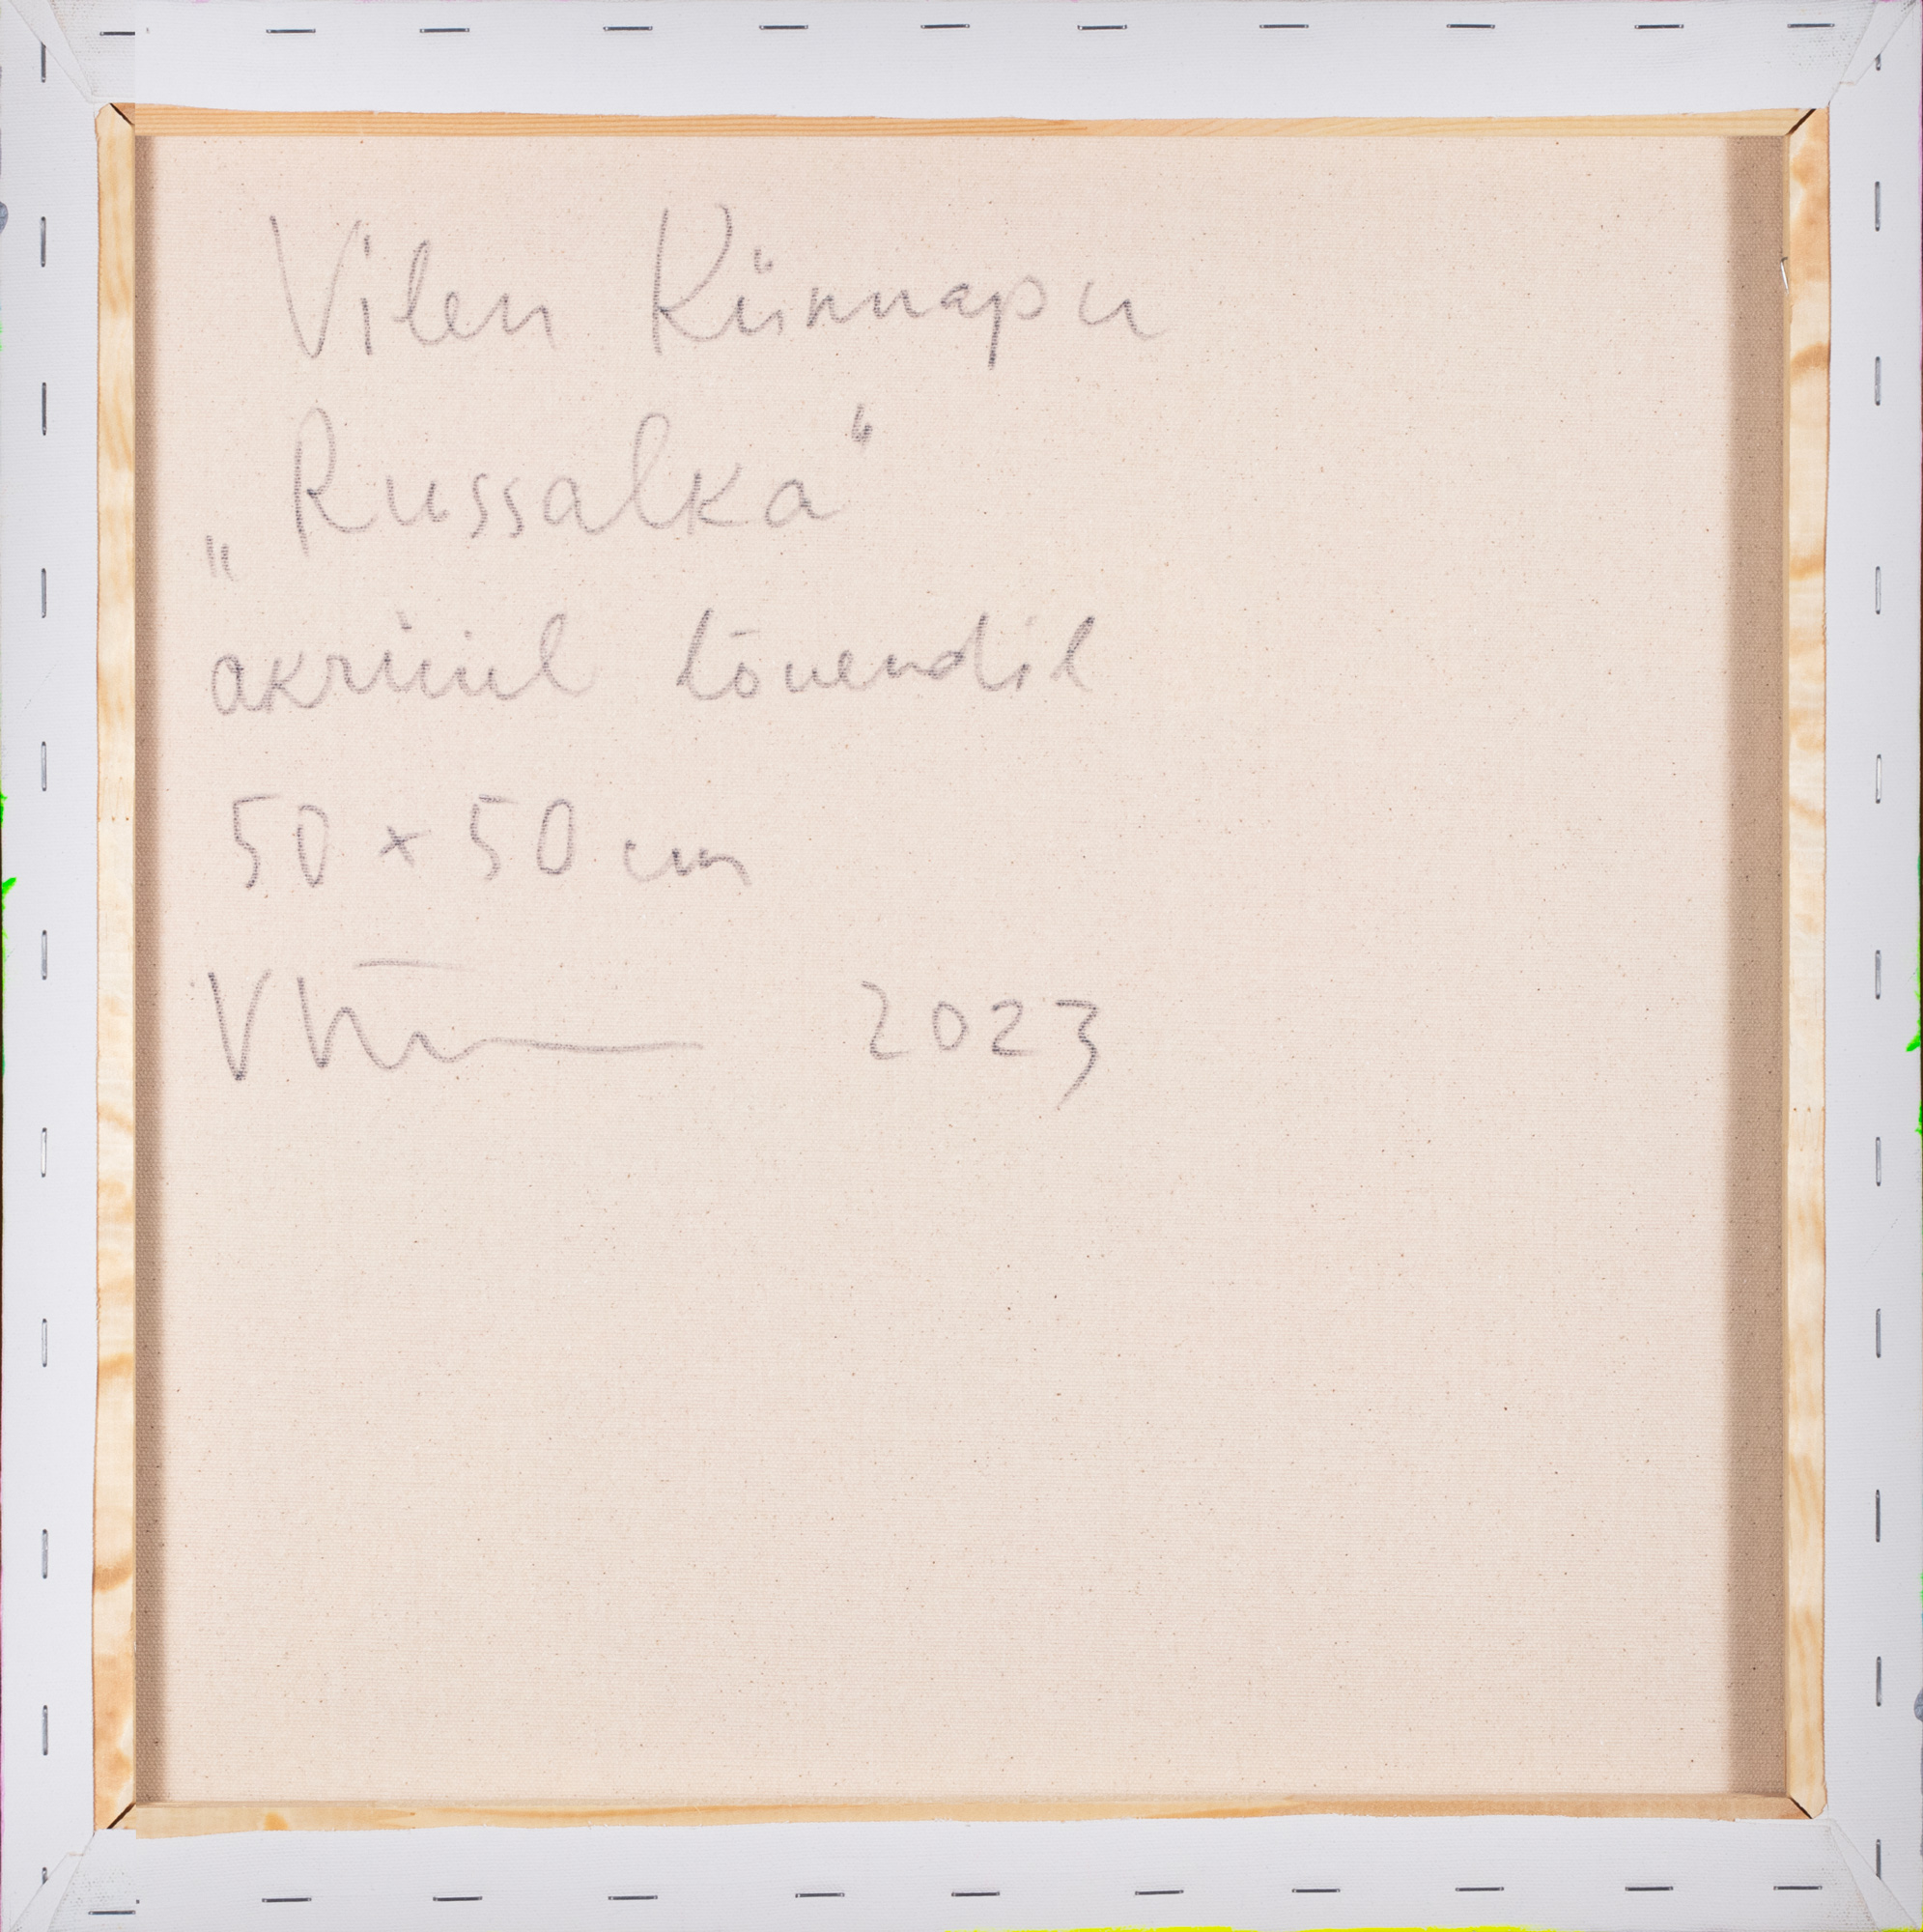 Vilen Künnapu
„Russalka“
akrüül lõuendil
50 x 50 cm
2023